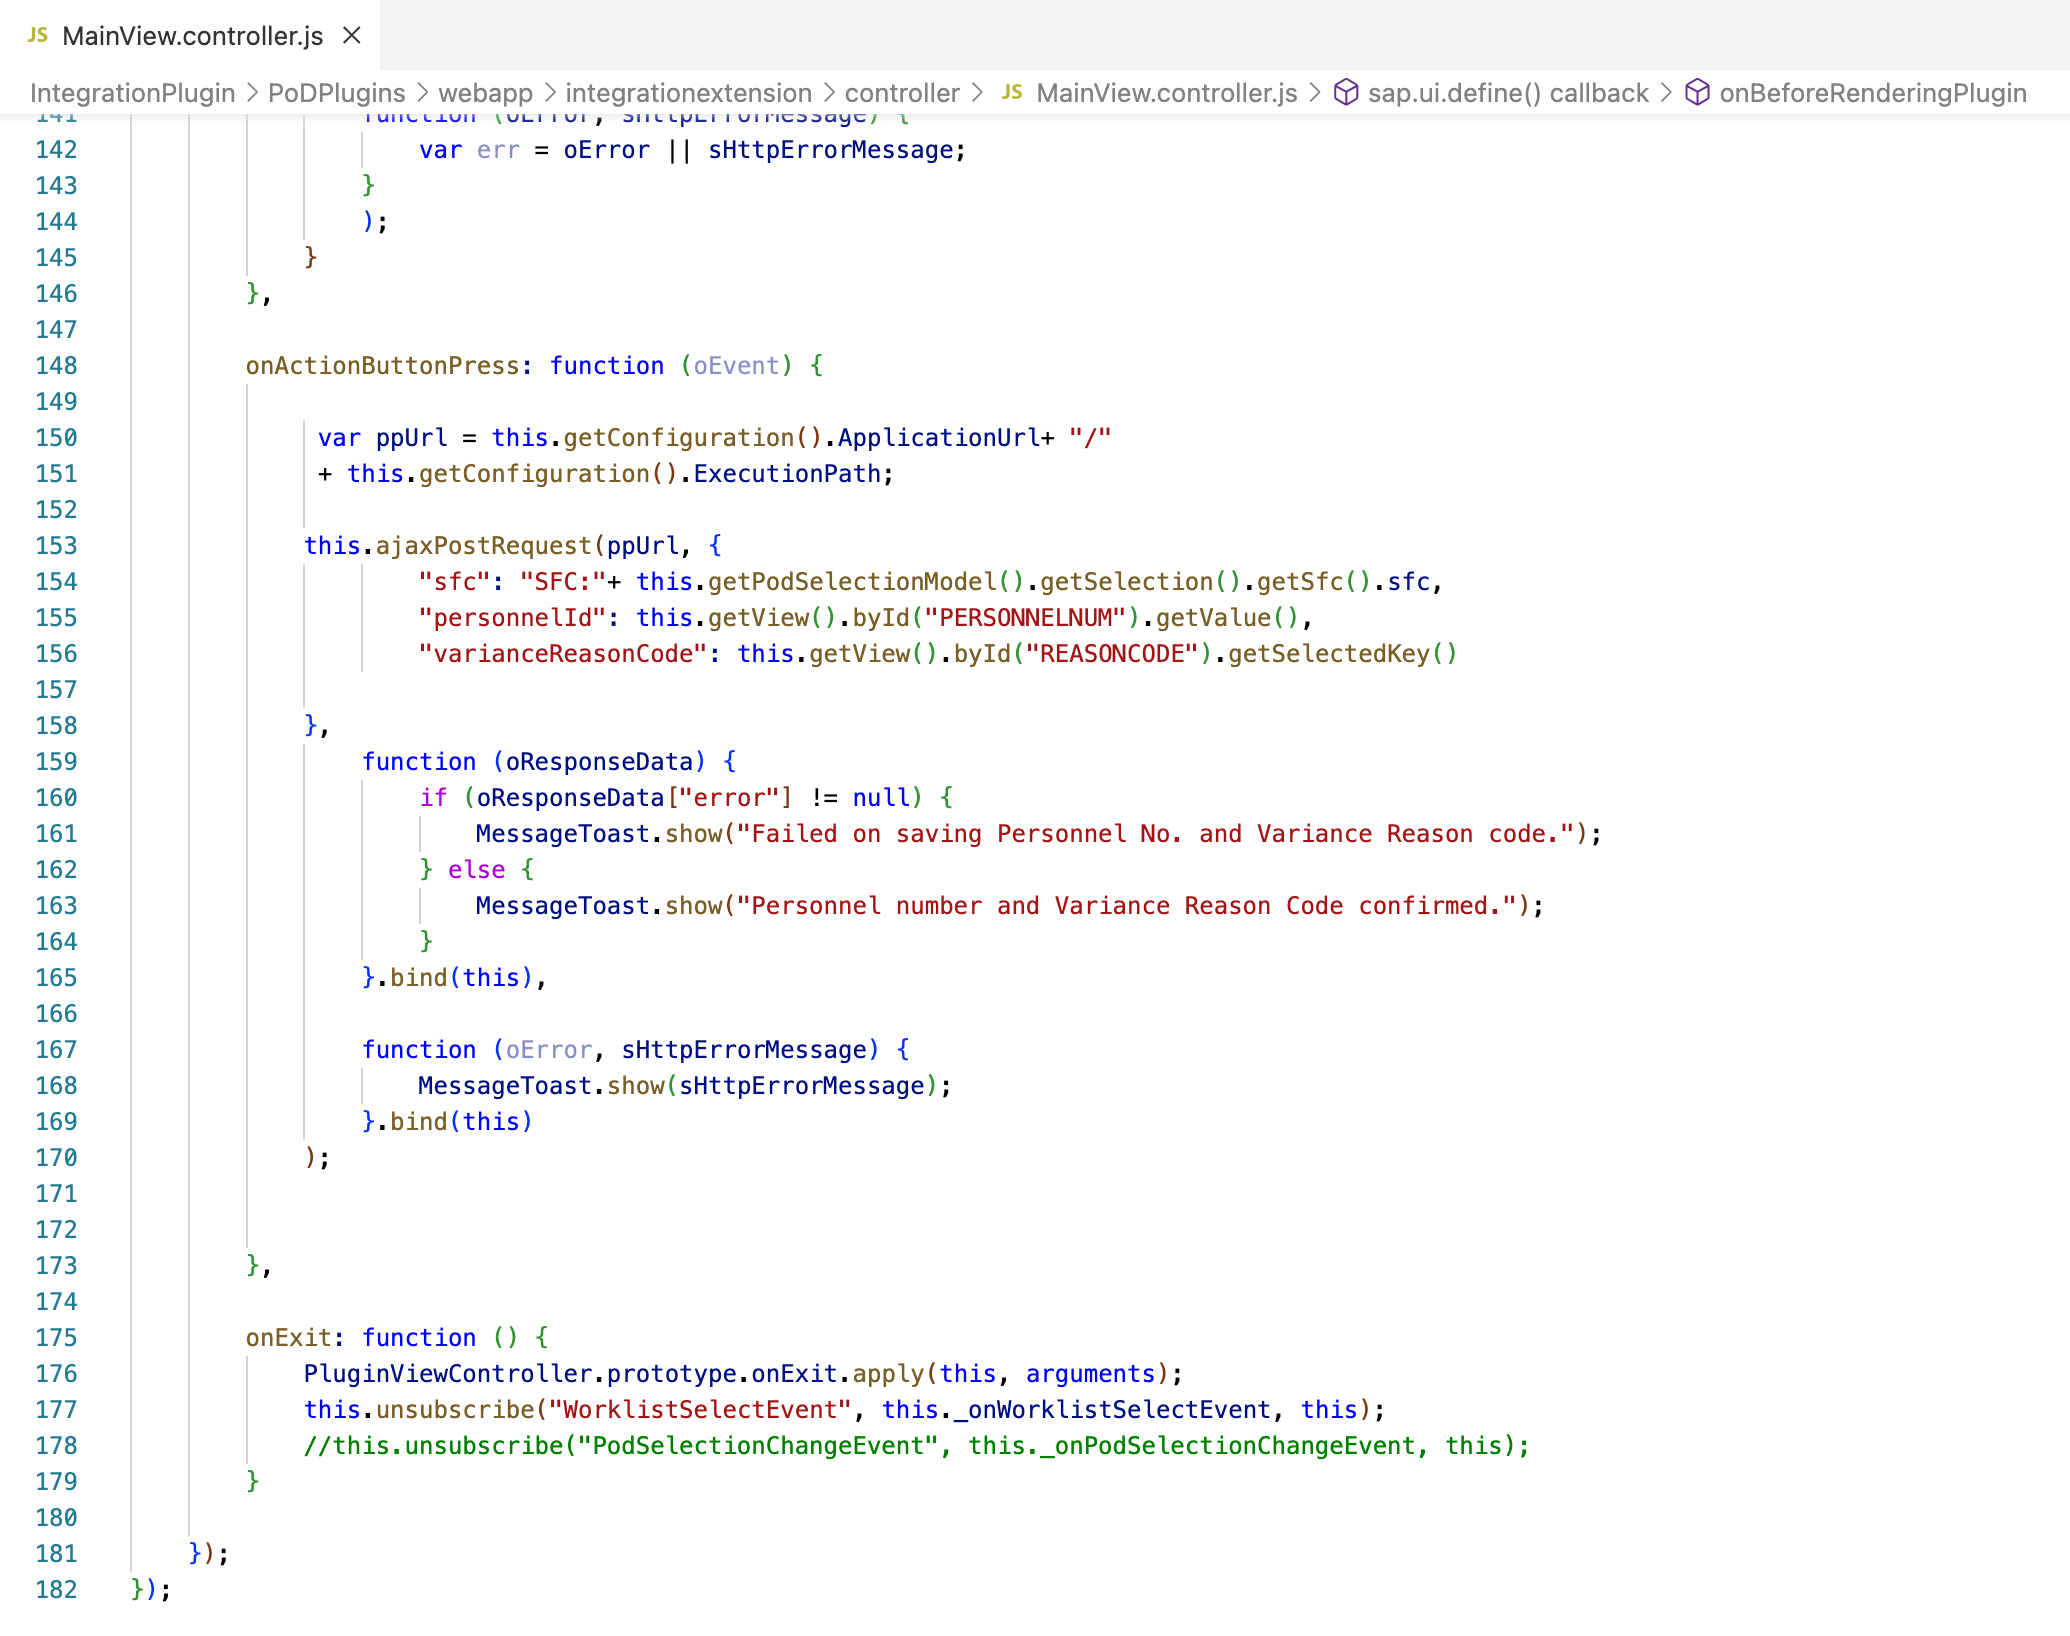 JS MainView.controller.js ×
IntegrationPlugin > PoDPlugins > webapp > integrationextension > controller > JS MainView.controller.js > sap.ui.define() callback > onBeforeRenderingPlugin
141 function (oError, sHttpErrorMessage) {
142 var err = oError || sHttpErrorMessage;
143 }
144 );
145 }
146 },
147
148 onActionButtonPress: function (oEvent) {
149
150 var ppUrl = this.getConfiguration().ApplicationUrl+ "/"
151 + this.getConfiguration().ExecutionPath;
152
153 this.ajaxPostRequest(ppUrl, {
154 "sfc": "SFC:"+ this.getPodSelectionModel().getSelection().getSfc().sfc,
155 "personnelId": this.getView().byId("PERSONNELNUM").getValue(),
156 "varianceReasonCode": this.getView().byId("REASONCODE").getSelectedKey()
157
158 },
159 function (oResponseData) {
160 if (oResponseData["error"] != null) {
161 MessageToast.show("Failed on saving Personnel No. and Variance Reason code.");
162 } else {
163 MessageToast.show("Personnel number and Variance Reason Code confirmed.");
164 }
165 }.bind(this),
166
167 function (oError, sHttpErrorMessage) {
168 MessageToast.show(sHttpErrorMessage);
169 }.bind(this)
170 );
171
172
173 },
174
175 onExit: function () {
176 PluginViewController.prototype.onExit.apply(this, arguments);
177 this.unsubscribe("WorklistSelectEvent", this._onWorklistSelectEvent, this);
178 //this.unsubscribe("PodSelectionChangeEvent", this._onPodSelectionChangeEvent, this);
179 }
180
181 });
182 });